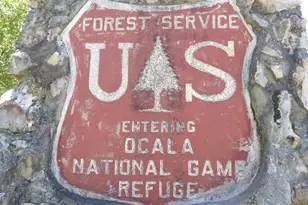 FOREST SERVICE
U S
ENTERING
OCALA
NATIONAL GAME
REFUGE